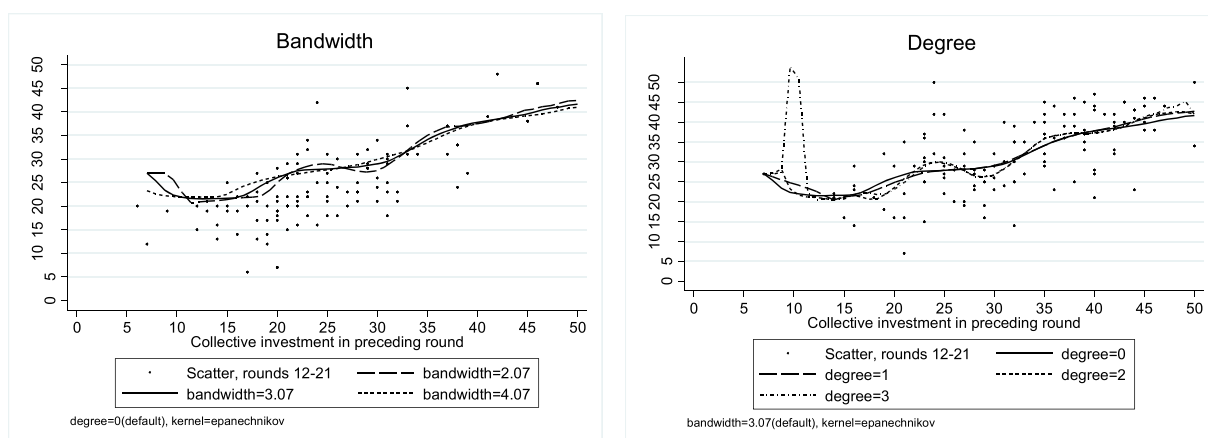 Bandwidth
50
45
40
35
30
25
20
15
10
5
0
0 5 10 15 20 25 30 35 40 45 50
Collective investment in preceding round
Scatter, rounds 12-21 bandwidth=2.07
bandwidth=3.07 bandwidth=4.07
degree=0(default), kernel=epanechnikov
Degree
50
45
40
35
30
25
20
15
10
5
0
0 5 10 15 20 25 30 35 40 45 50
Collective investment in preceding round
Scatter, rounds 12-21 degree=0
degree=1 degree=2
degree=3
bandwidth=3.07(default), kernel=epanechnikov